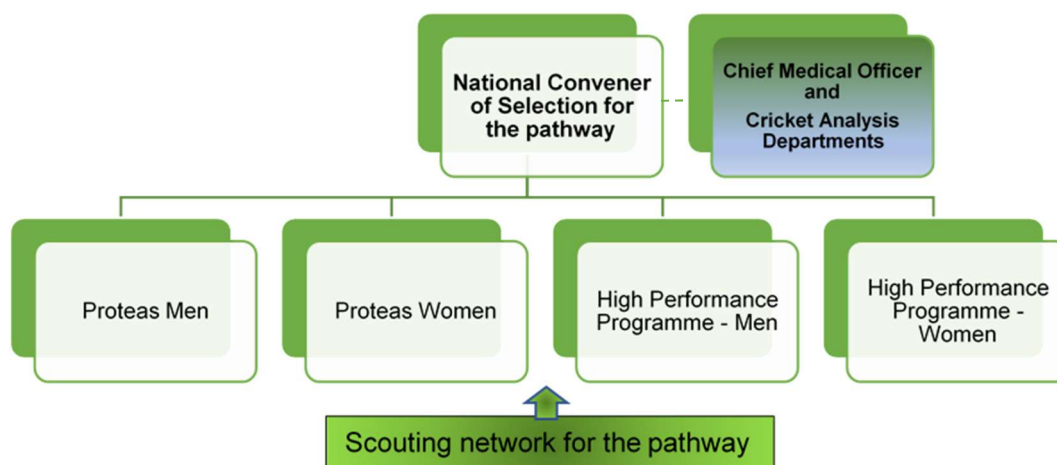 National Convener
of Selection for
the pathway
Chief Medical Officer
and
Cricket Analysis
Departments
Proteas Men
Proteas Women
High Performance
Programme - Men
High Performance
Programme -
Women
Scouting network for the pathway